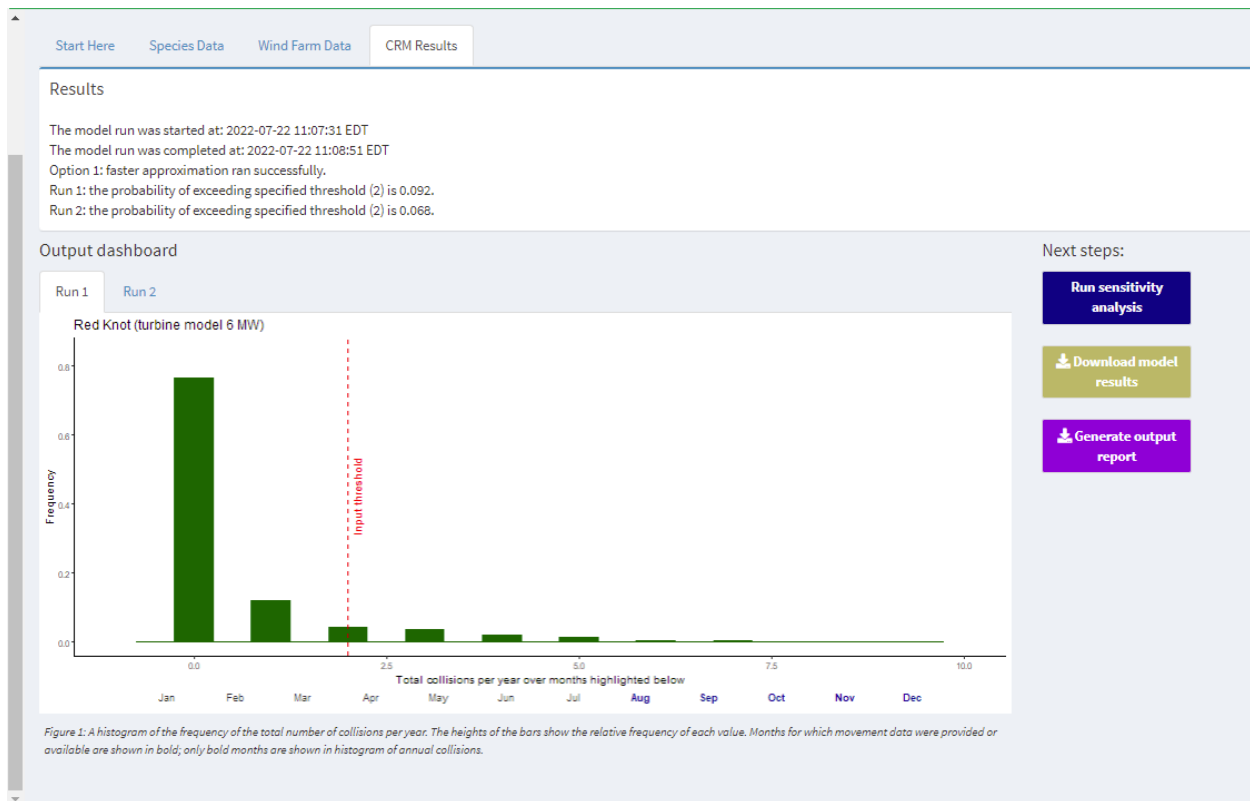 Start Here Species Data Wind Farm Data CRM Results
Results
The model run was started at: 2022-07-22 11:07:31 EDT
The model run was completed at: 2022-07-22 11:08:51 EDT
Option 1: faster approximation ran successfully.
Run 1: the probability of exceeding specified threshold (2) is 0.092.
Run 2: the probability of exceeding specified threshold (2) is 0.068.
Output dashboard
Run 1 Run 2
Red Knot (turbine model 6 MW)
0.8
0.6
0.4
0.2
0.0
Frequency
Input threshold
0.0 2.5 5.0 7.5 10.0
Total collisions per year over months highlighted below
Jan Feb Mar Apr May Jun Jul Aug Sep Oct Nov Dec
Figure 1: A histogram of the frequency of the total number of collisions per year. The heights of the bars show the relative frequency of each value. Months for which movement data were provided or
available are shown in bold; only bold months are shown in histogram of annual collisions.
Next steps:
Run sensitivity
analysis
Download model
results
Generate output
report